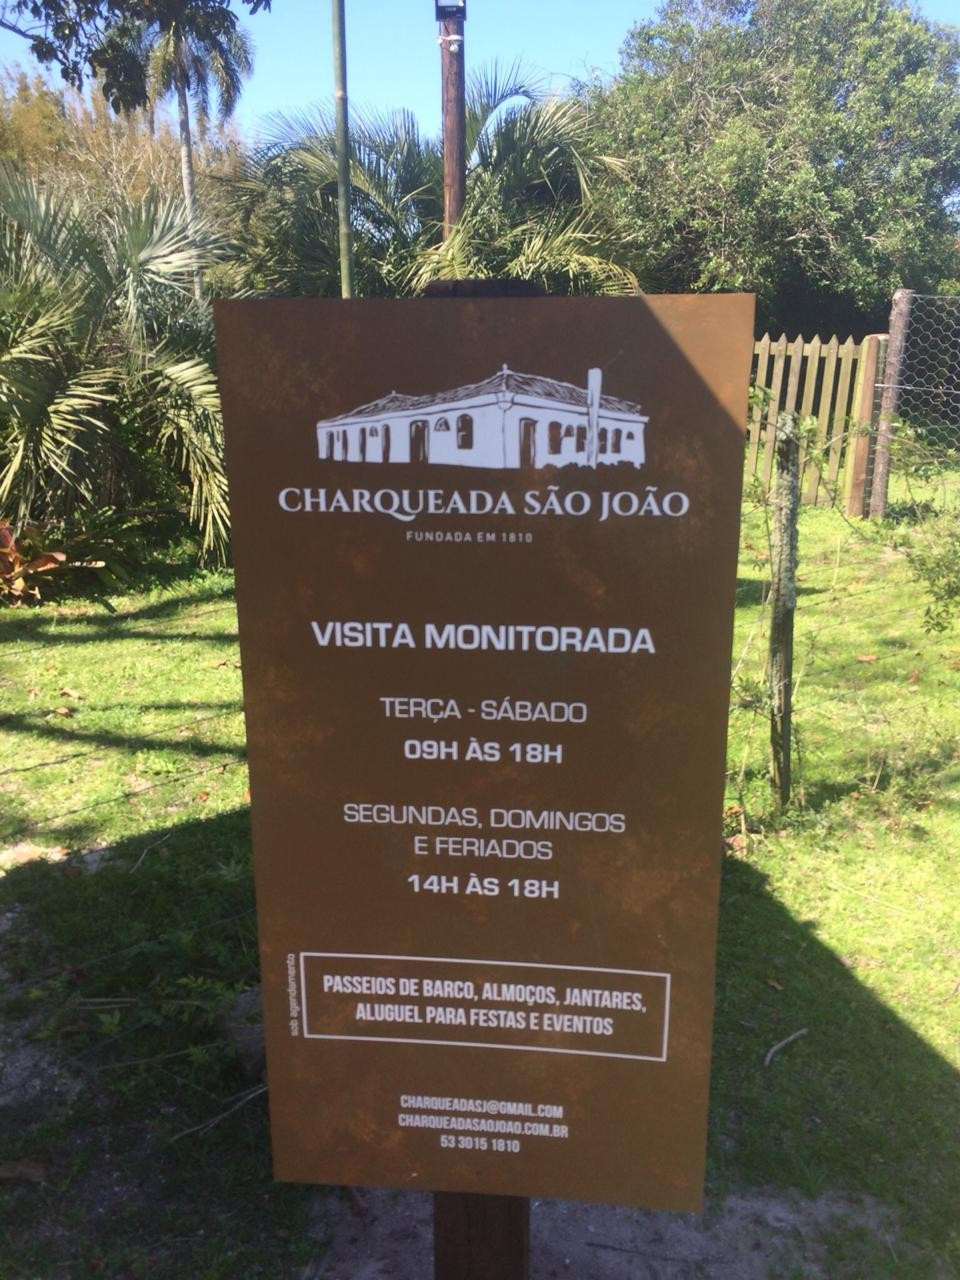 CHARQUEADA SÃO JOÃO
FUNDADA EM 1810
VISITA MONITORADA
TERÇA - SÁBADO
09H ÀS 18H
SEGUNDAS, DOMINGOS
E FERIADOS
14H ÀS 18H
sob agendamento
PASSEIOS DE BARCO, ALMOÇOS, JANTARES,
ALUGUEL PARA FESTAS E EVENTOS
CHARQUEADASJ@GMAIL.COM
CHARQUEADASAOJOAO.COM.BR
53 3015 1810